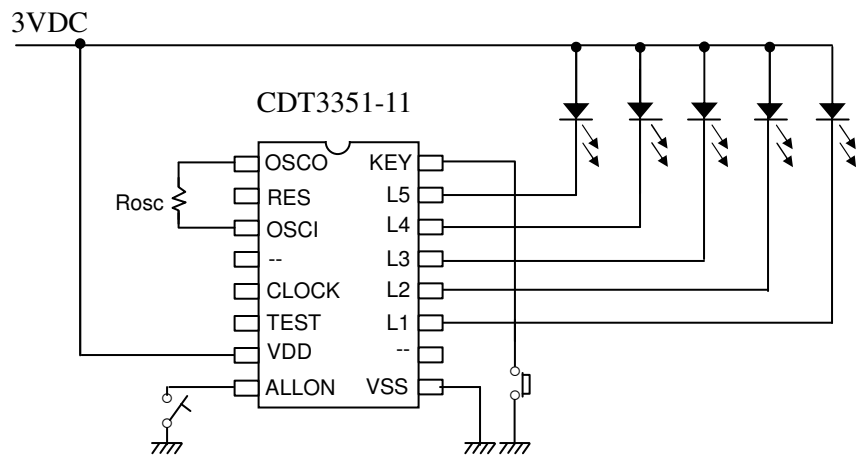 3VDC
CDT3351-11
OSCO
KEY
RES
L5
Rosc
OSCI
L4
--
L3
CLOCK
L2
TEST
L1
VDD
--
ALLON
VSS